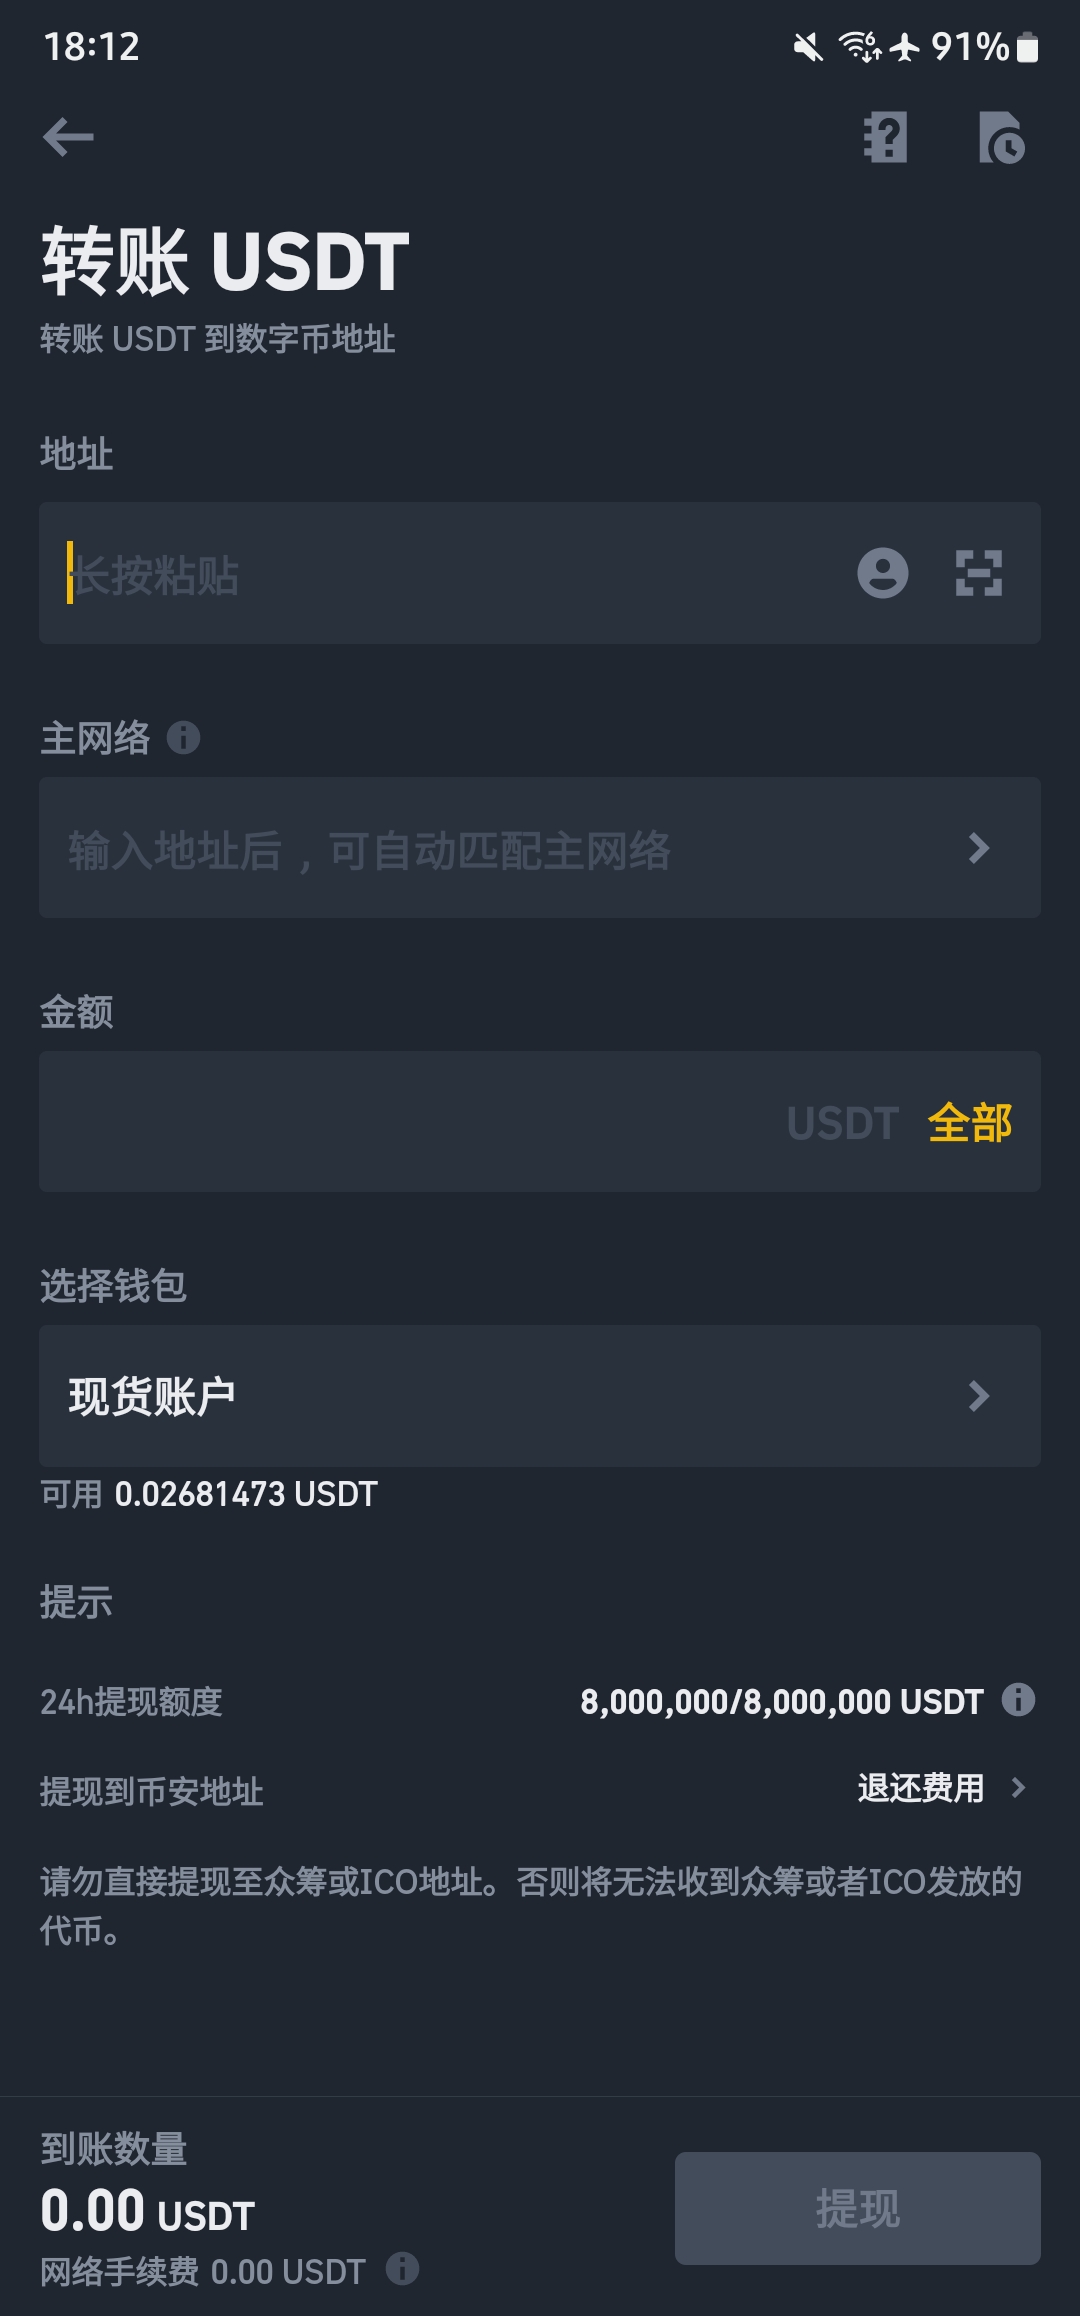 18:12
6 91%
转账 USDT
转账 USDT 到数字币地址
地址
长按粘贴
主网络
输入地址后，可自动匹配主网络
金额
USDT 全部
选择钱包
现货账户
可用 0.02681473 USDT
提示
24h提现额度 8,000,000/8,000,000 USDT
提现到币安地址 退还费用
请勿直接提现至众筹或ICO地址。否则将无法收到众筹或者ICO发放的
代币。
到账数量
0.00 USDT
提现
网络手续费 0.00 USDT